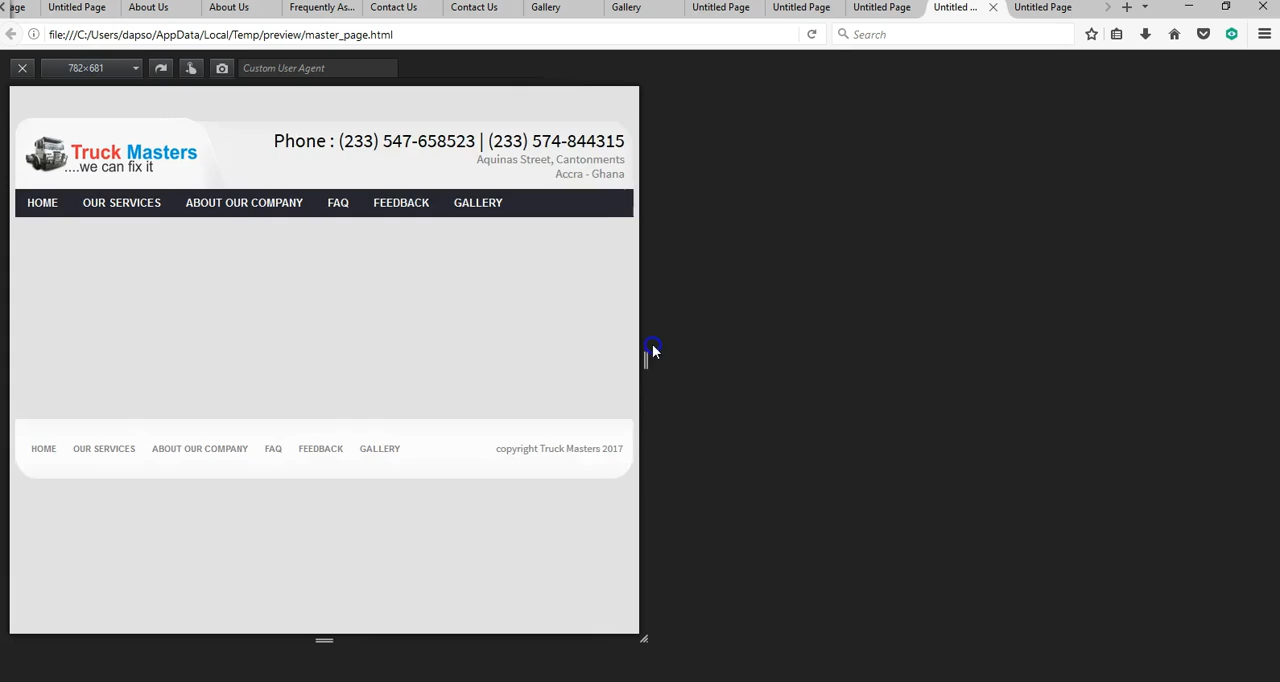 age Untitled Page About Us About Us Frequently As... Contact Us Contact Us Gallery Gallery Untitled Page Untitled Page Untitled Page Untitled ... Untitled Page
file:///C:/Users/dapso/AppData/Local/Temp/preview/master_page.html Search
782×681 Custom User Agent
Truck Masters
....we can fix it
Phone : (233) 547-658523 | (233) 574-844315
Aquinas Street, Cantonments
Accra - Ghana
HOME OUR SERVICES ABOUT OUR COMPANY FAQ FEEDBACK GALLERY
HOME OUR SERVICES ABOUT OUR COMPANY FAQ FEEDBACK GALLERY copyright Truck Masters 2017